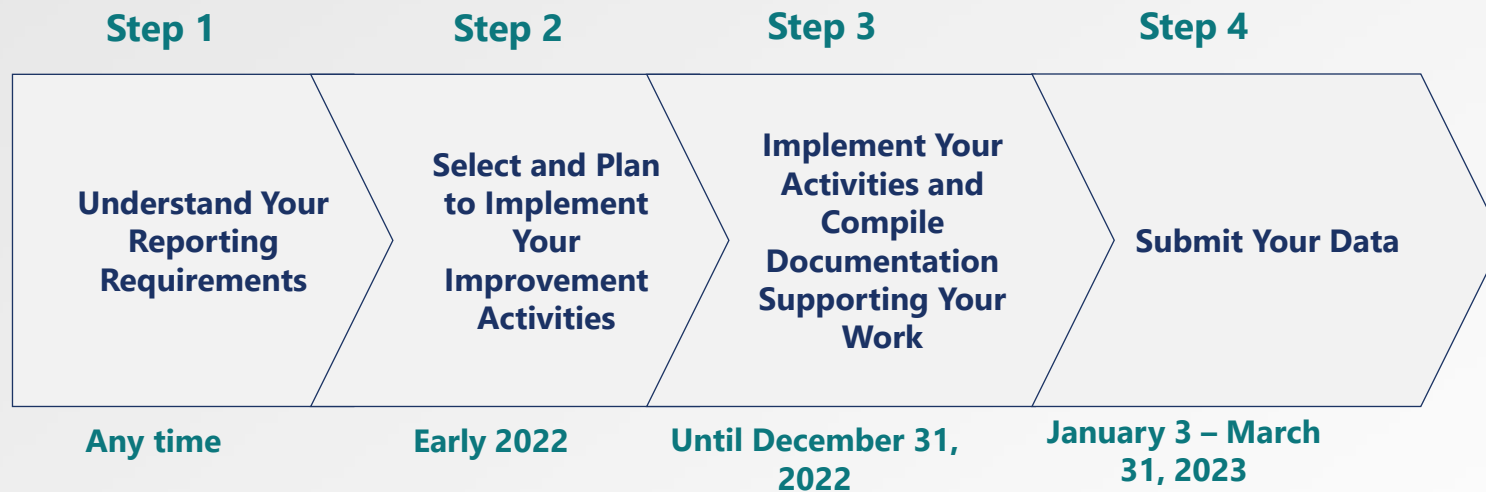 Step 1
Step 2
Step 3
Step 4
Understand Your
Reporting
Requirements
Select and Plan
to Implement
Your
Improvement
Activities
Implement Your
Activities and
Compile
Documentation
Supporting Your
Work
Submit Your Data
Any time
Early 2022
Until December 31,
2022
January 3 – March
31, 2023